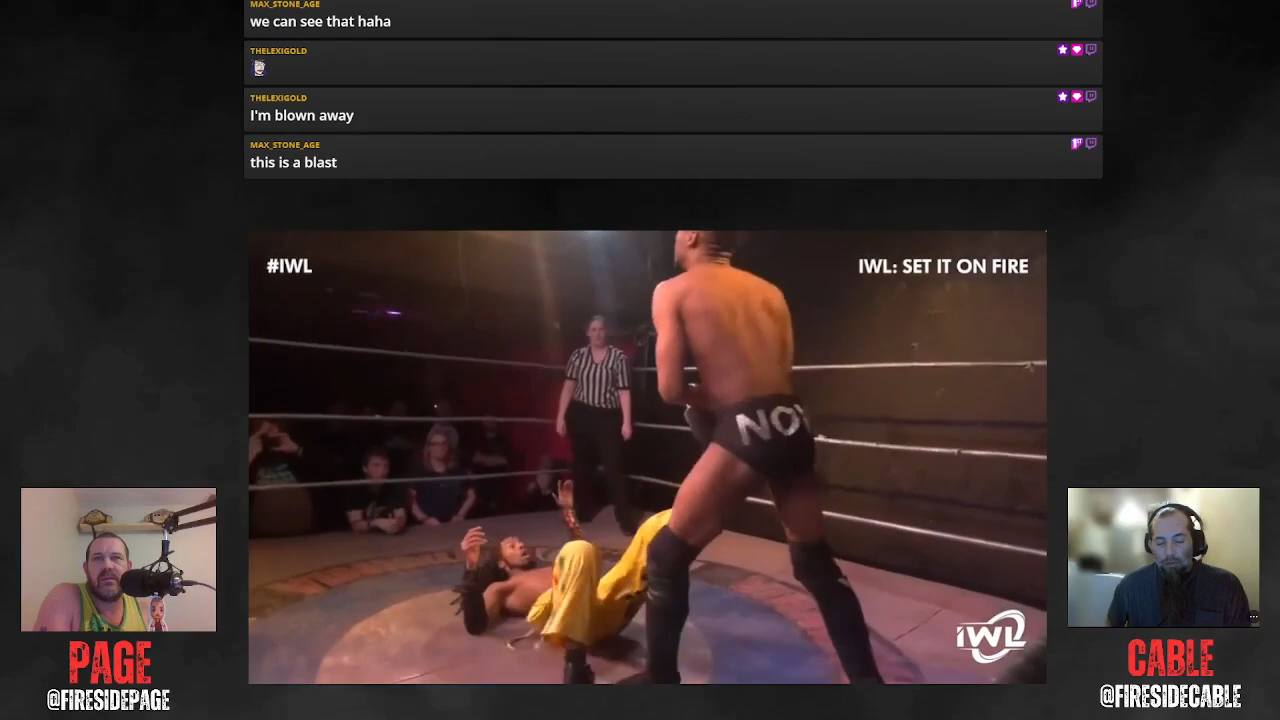 MAX_STONE_AGE
we can see that haha
THELEXIGOLD
THELEXIGOLD
I'm blown away
MAX_STONE_AGE
this is a blast
#IWL
IWL: SET IT ON FIRE
NO
IWL
PAGE
@FIRESIDEPAGE
CABLE
@FIRESIDECABLE